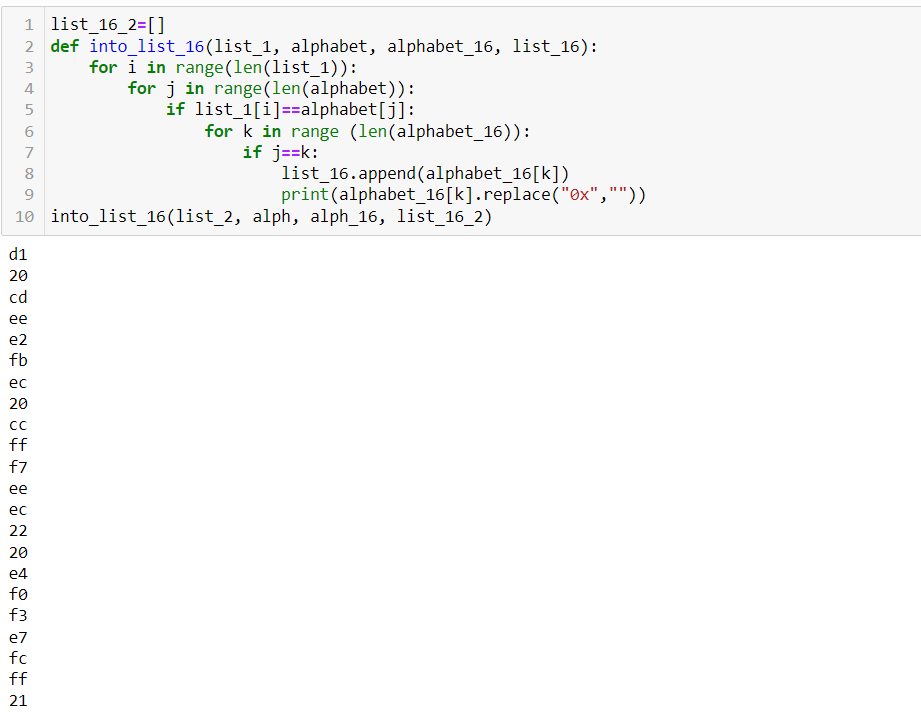 1 list_16_2=[]
2 def into_list_16(list_1, alphabet, alphabet_16, list_16):
3     for i in range(len(list_1)):
4         for j in range(len(alphabet)):
5             if list_1[i]==alphabet[j]:
6                 for k in range (len(alphabet_16)):
7                     if j==k:
8                         list_16.append(alphabet_16[k])
9                         print(alphabet_16[k].replace("0x",""))
10 into_list_16(list_2, alph, alph_16, list_16_2)
d1
20
cd
ee
e2
fb
ec
20
cc
ff
f7
ee
ec
22
20
e4
f0
f3
e7
fc
ff
21